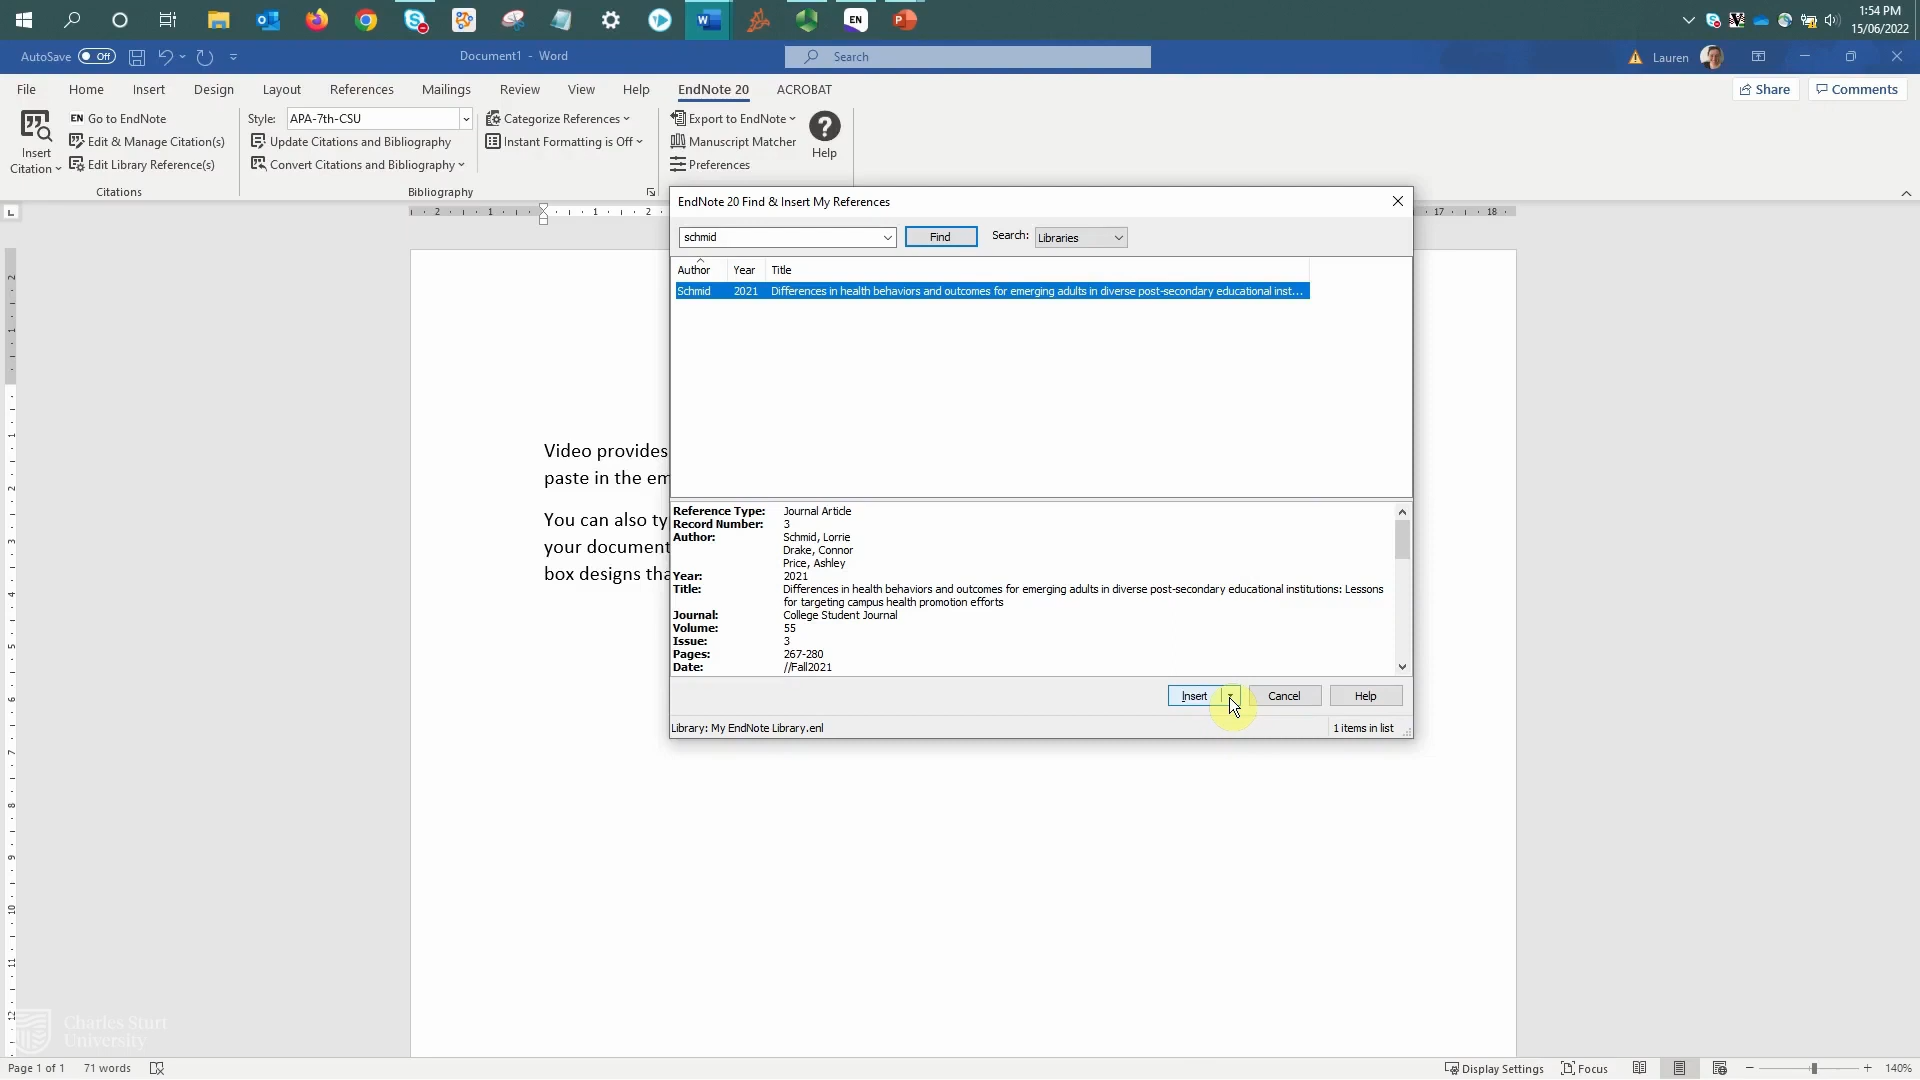 1:54 PM
15/06/2022
AutoSave Off
Document1 - Word
Search
Lauren
File Home Insert Design Layout References Mailings Review View Help EndNote 20 ACROBAT
Share Comments
EN Go to EndNote
Style: APA-7th-CSU
Categorize References
Export to EndNote
Edit & Manage Citation(s)
Update Citations and Bibliography
Instant Formatting is Off
Manuscript Matcher
Insert
Citation
Edit Library Reference(s)
Convert Citations and Bibliography
Preferences
Help
Citations
Bibliography
EndNote 20 Find & Insert My References
schmid Find Search: Libraries
Author Year Title
Schmid 2021 Differences in health behaviors and outcomes for emerging adults in diverse post-secondary educational inst...
Video provides
paste in the em
You can also ty
your document
box designs tha
Reference Type: Journal Article
Record Number: 3
Author: Schmid, Lorrie
Drake, Connor
Price, Ashley
Year: 2021
Title: Differences in health behaviors and outcomes for emerging adults in diverse post-secondary educational institutions: Lessons
for targeting campus health promotion efforts
Journal: College Student Journal
Volume: 55
Issue: 3
Pages: 267-280
Date: //Fall2021
Insert Cancel Help
Library: My EndNote Library.enl 1 items in list
Charles Sturt
University
Page 1 of 1 71 words
Display Settings Focus 140%